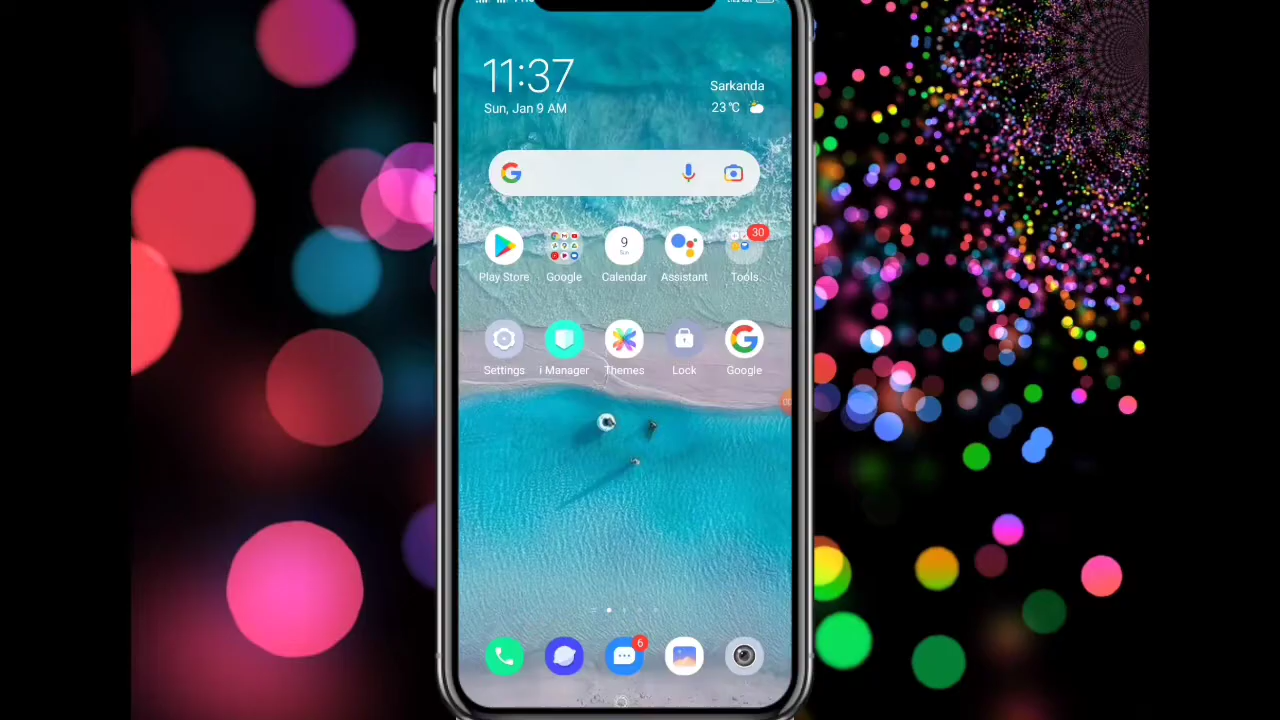 11:37
Sun, Jan 9 AM
Sarkanda
23°C
30
9
Sun
Play Store
Google
Calendar
Assistant
Tools.
Settings
i Manager
Themes
Lock
Google
6